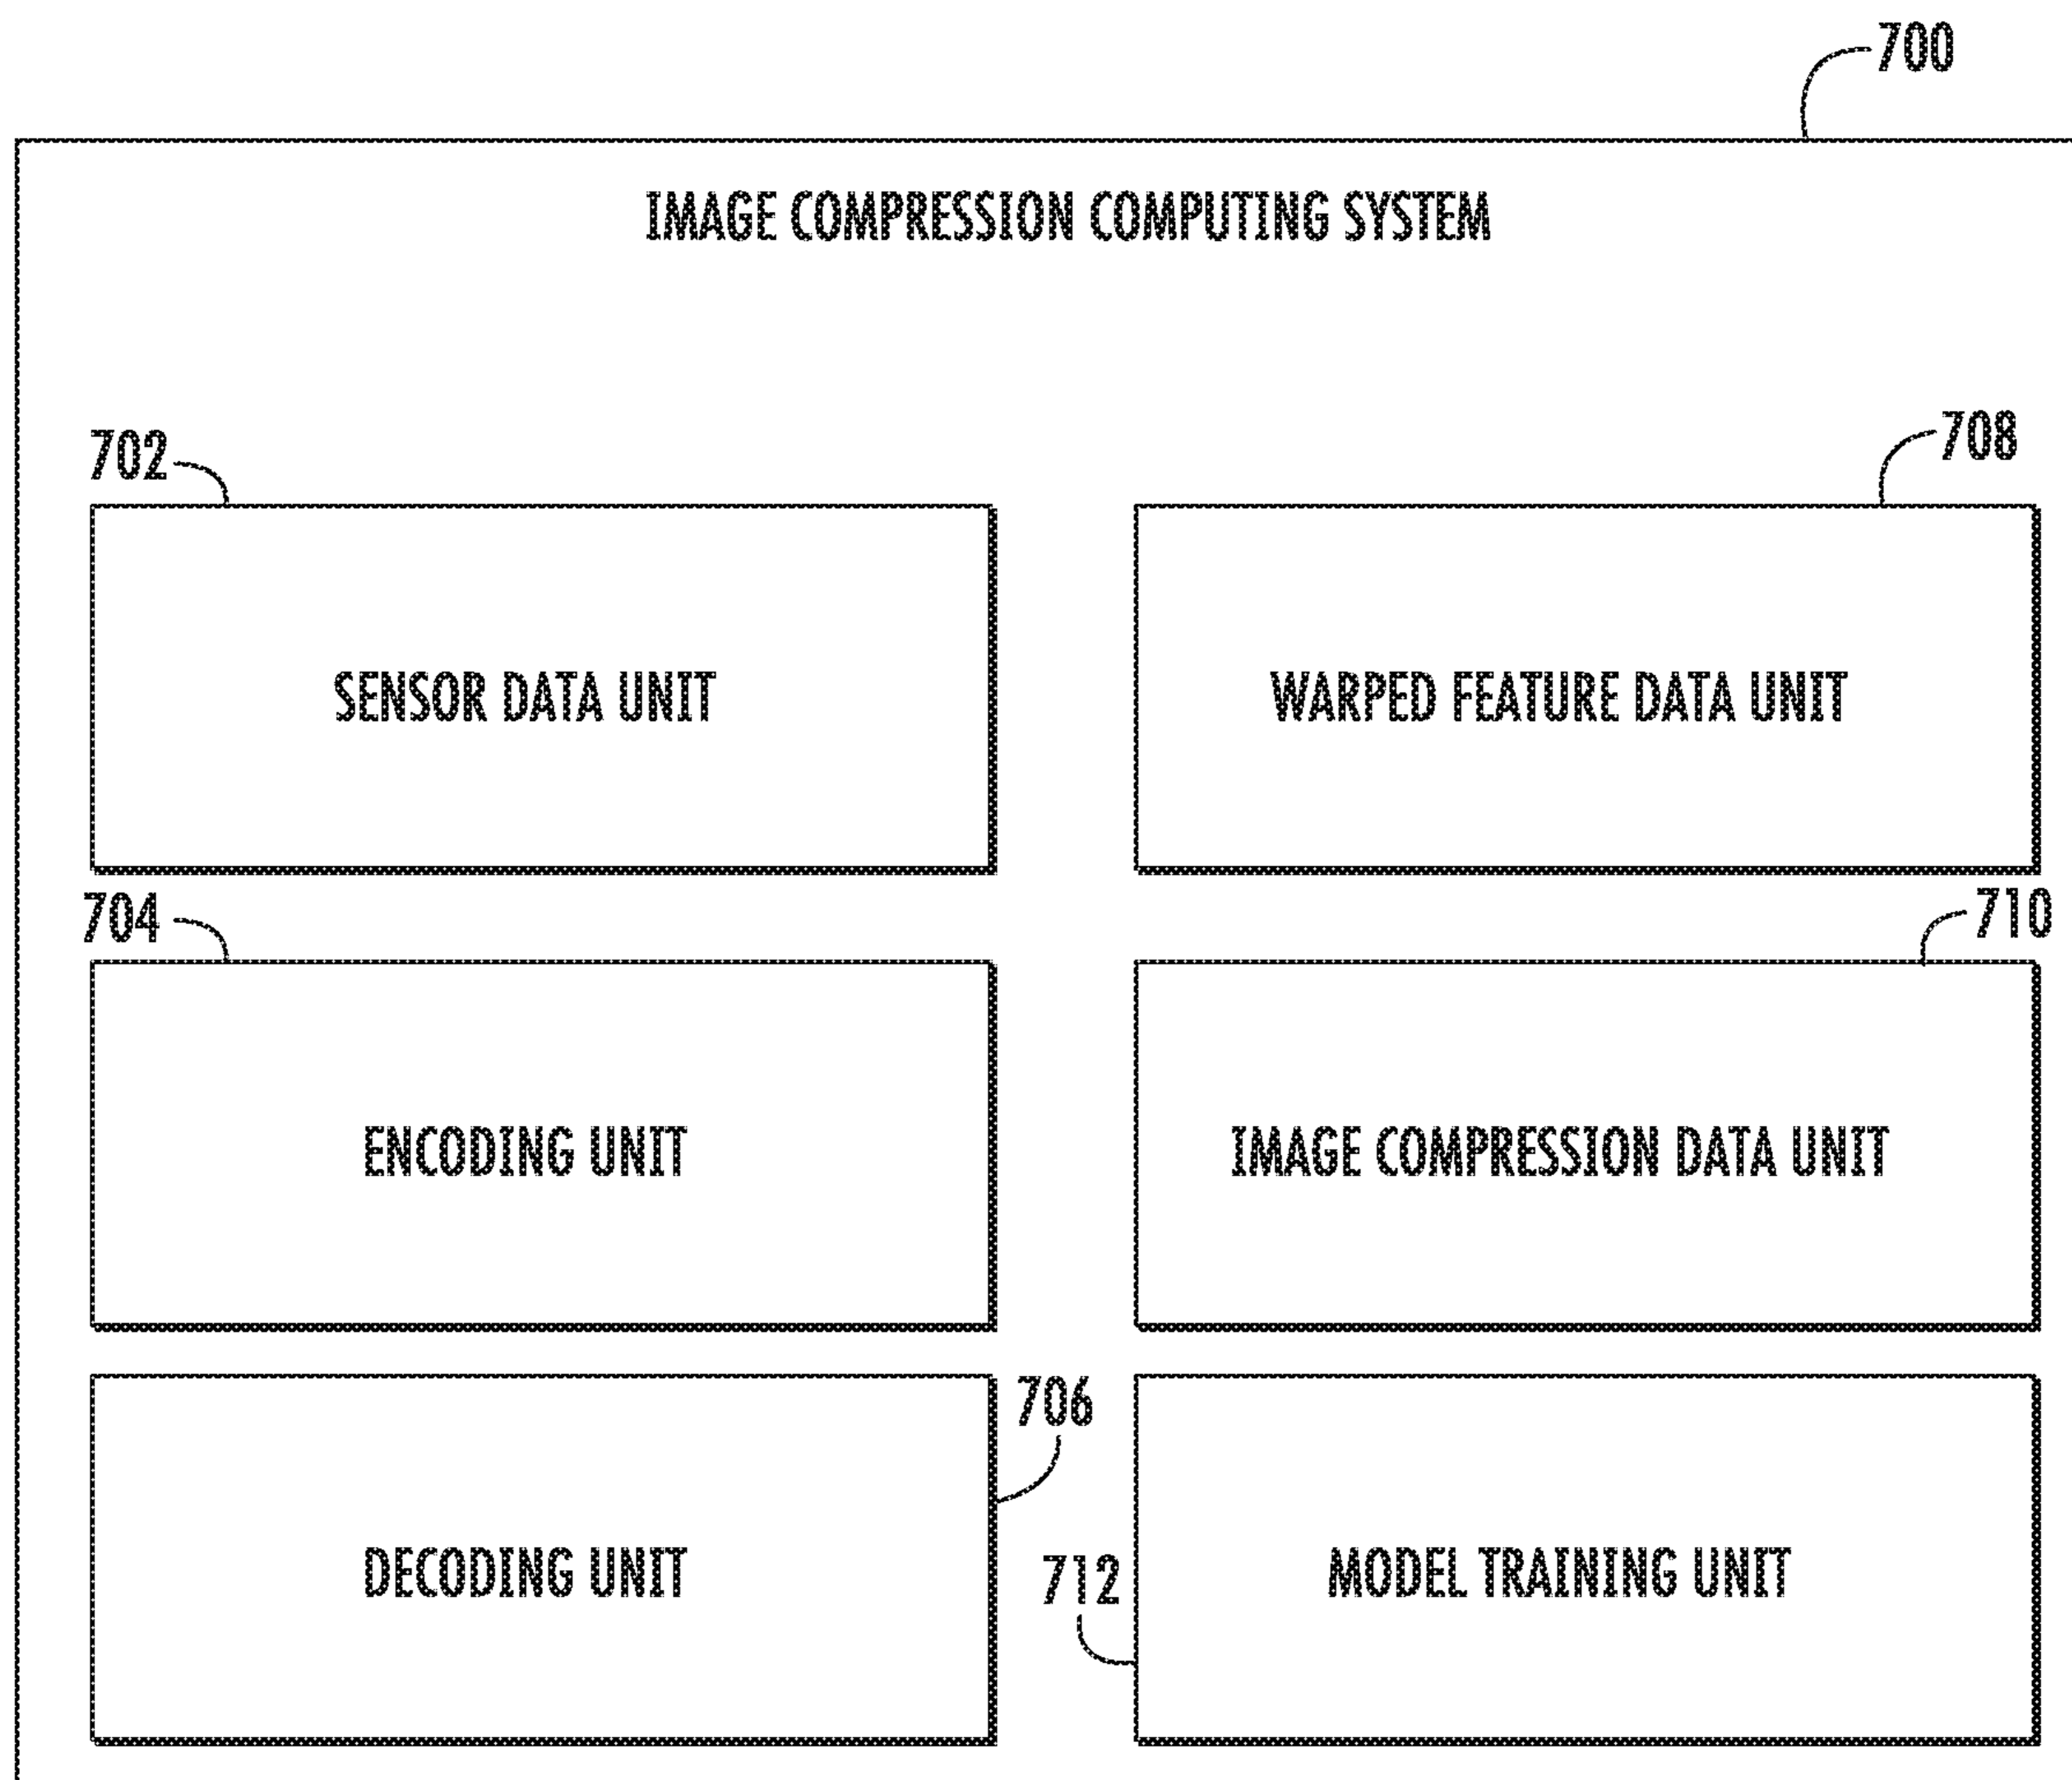 700
IMAGE COMPRESSION COMPUTING SYSTEM
702
708
SENSOR DATA UNIT
WARPED FEATURE DATA UNIT
704
710
ENCODING UNIT
IMAGE COMPRESSION DATA UNIT
706
DECODING UNIT
712
MODEL TRAINING UNIT